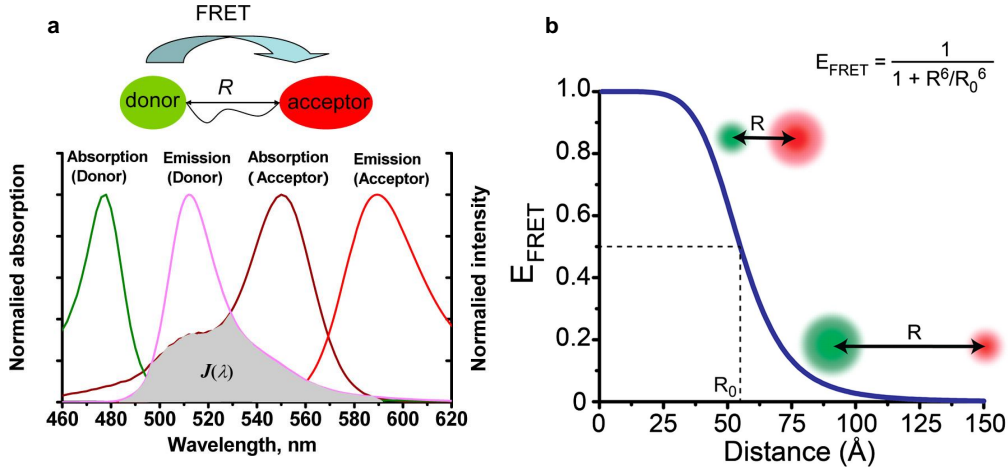 a
FRET
donor
R
acceptor
Absorption
(Donor)
Emission
(Donor)
Absorption
(Acceptor)
Emission
(Acceptor)
Normalied absorption
Normalied intensity
J(λ)
460 480 500 520 540 560 580 600 620
Wavelength, nm
b
E_FRET = 1 / (1 + R⁶/R₀⁶)
1.0
0.8
0.6
0.4
0.2
0
E_FRET
R
R
R₀
0 25 50 75 100 125 150
Distance (Å)